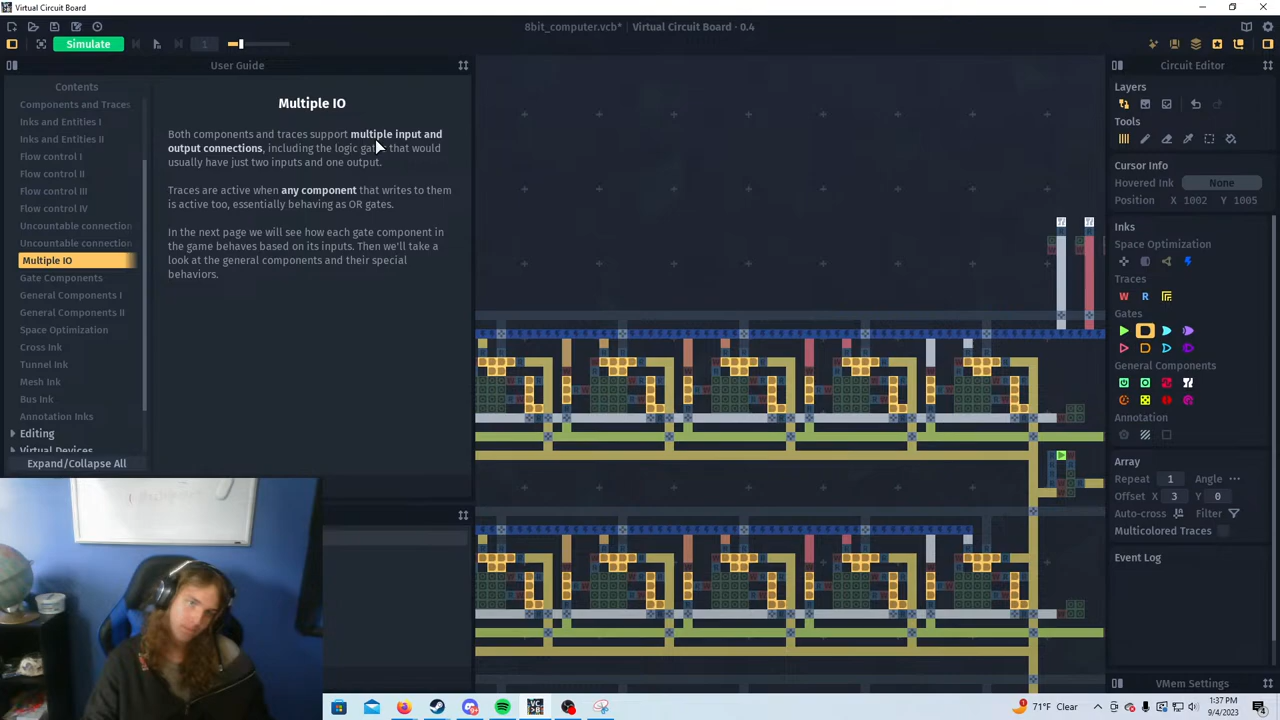 Virtual Circuit Board
8bit_computer.vcb* | Virtual Circuit Board - 0.4
Simulate
1
User Guide
Contents
Components and Traces
Inks and Entities I
Inks and Entities II
Flow control I
Flow control II
Flow control III
Flow control IV
Uncountable connection
Uncountable connection
Multiple IO
Gate Components
General Components I
General Components II
Space Optimization
Cross Ink
Tunnel Ink
Mesh Ink
Bus Ink
Annotation Inks
Editing
Virtual Devices
Expand/Collapse All
Multiple IO
Both components and traces support multiple input and
output connections, including the logic gates that would
usually have just two inputs and one output.
Traces are active when any component that writes to them
is active too, essentially behaving as OR gates.
In the next page we will see how each gate component in
the game behaves based on its inputs. Then we'll take a
look at the general components and their special
behaviors.
Circuit Editor
Layers
Tools
Cursor Info
Hovered Ink None
Position X 1002 Y 1005
Inks
Space Optimization
Traces
W R
Gates
General Components
Annotation
Array
Repeat 1 Angle
Offset X 3 Y 0
Auto-cross Filter
Multicolored Traces
Event Log
VMem Settings
71°F Clear
1:37 PM
9/4/2023
4